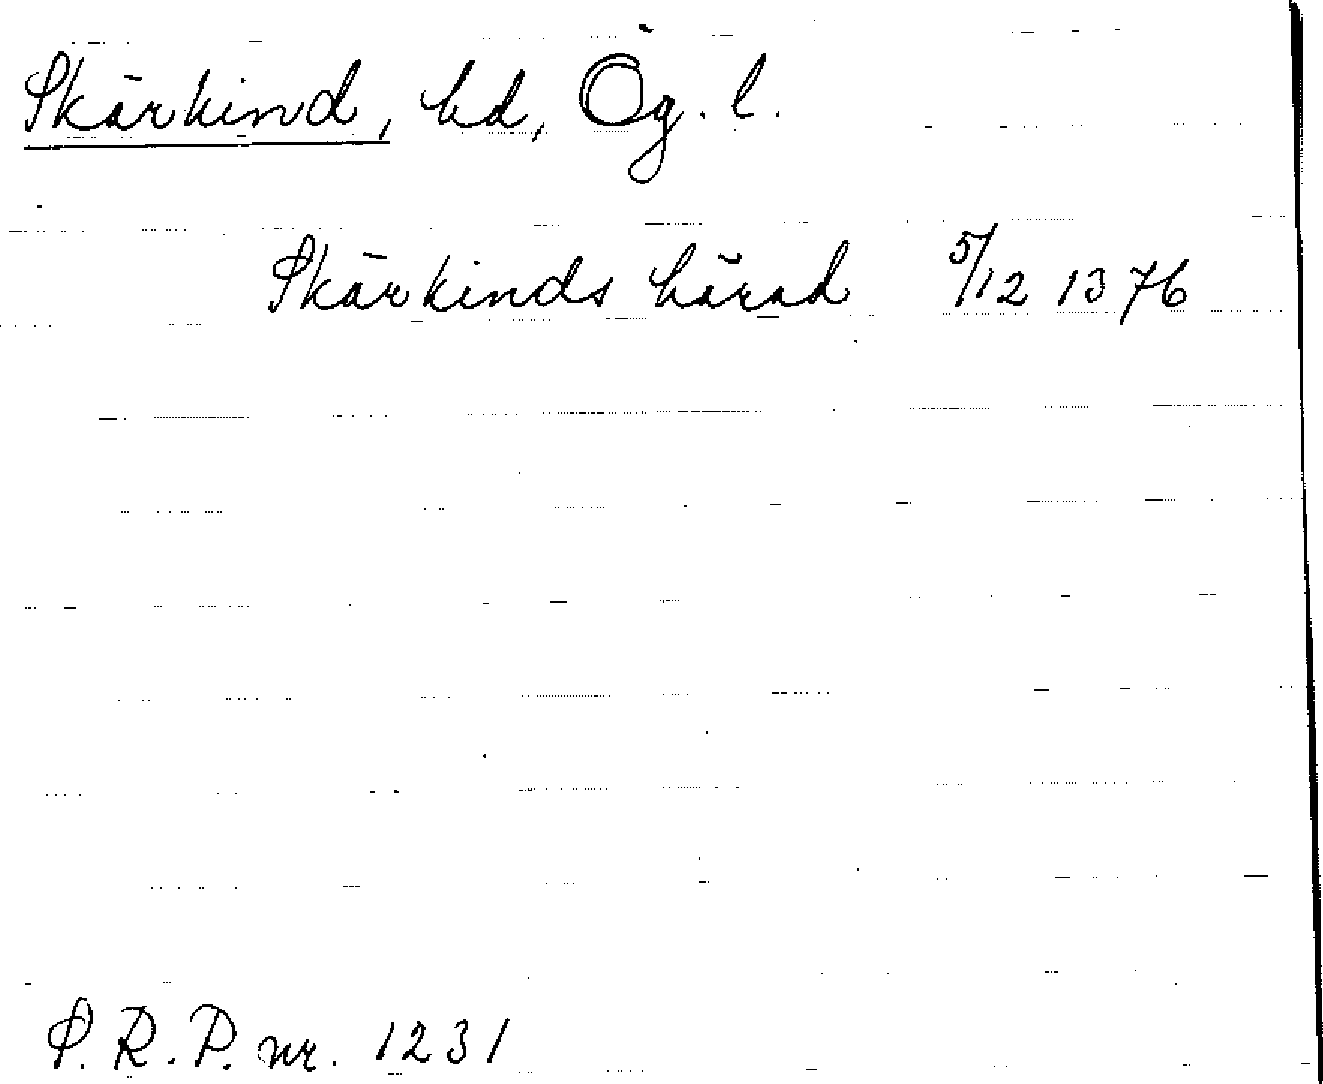 Skärkind, hd, Ög. l.
Skärkinds härad 5/12 1376
S.R.P. nr. 1231